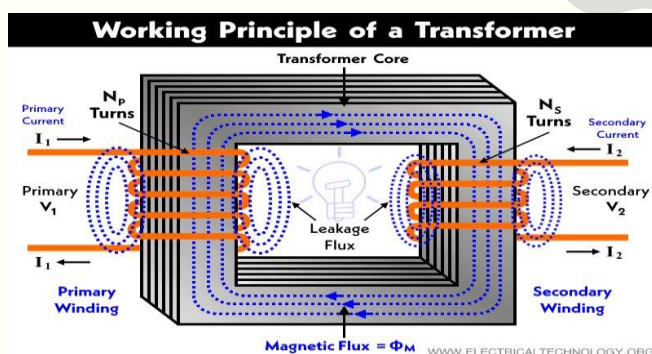 Working Principle of a Transformer
Transformer Core
Primary
Current
I1
NP
Turns
NS
Turns
Secondary
Current
I2
Primary
V1
Leakage
Flux
Secondary
V2
I1
I2
Primary
Winding
Secondary
Winding
Magnetic Flux = ΦM
WWW.ELECTRICALTECHNOLOGY.ORG